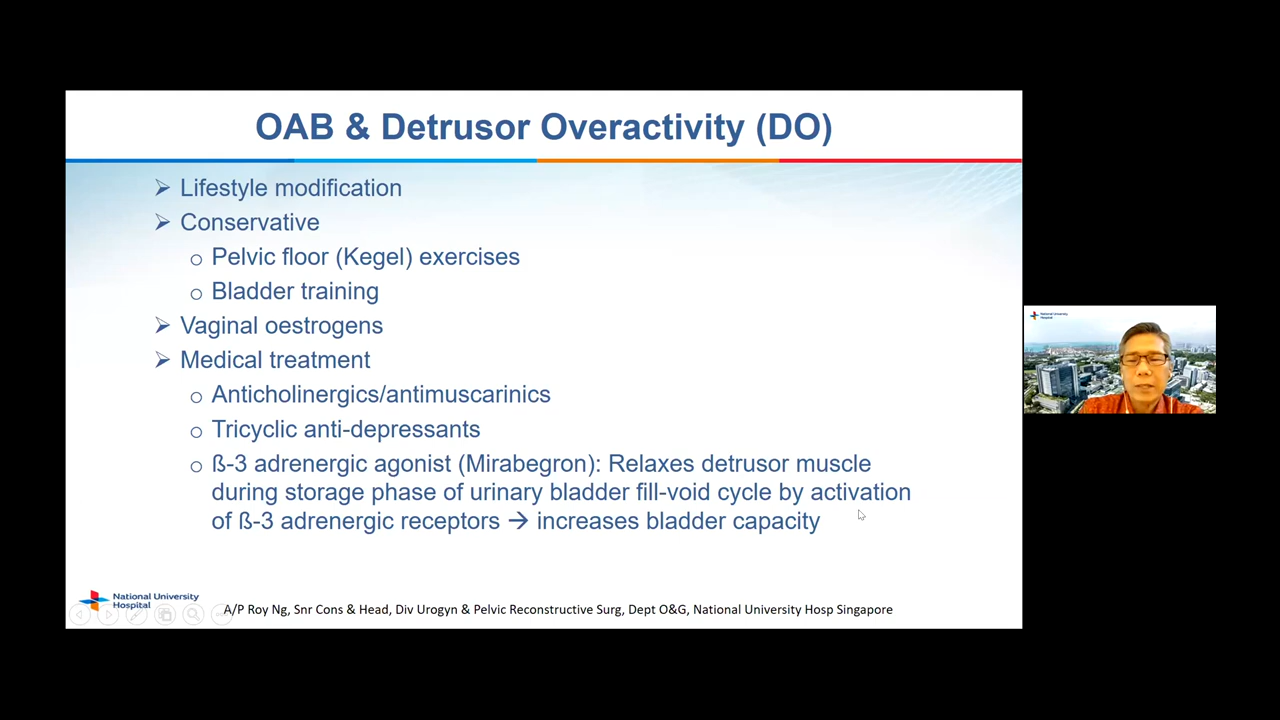 OAB & Detrusor Overactivity (DO)
➢ Lifestyle modification
➢ Conservative
o Pelvic floor (Kegel) exercises
o Bladder training
➢ Vaginal oestrogens
➢ Medical treatment
o Anticholinergics/antimuscarinics
o Tricyclic anti-depressants
o ß-3 adrenergic agonist (Mirabegron): Relaxes detrusor muscle
during storage phase of urinary bladder fill-void cycle by activation
of ß-3 adrenergic receptors → increases bladder capacity
National University
Hospital
A/P Roy Ng, Snr Cons & Head, Div Urogyn & Pelvic Reconstructive Surg, Dept O&G, National University Hosp Singapore
National University
Hospital